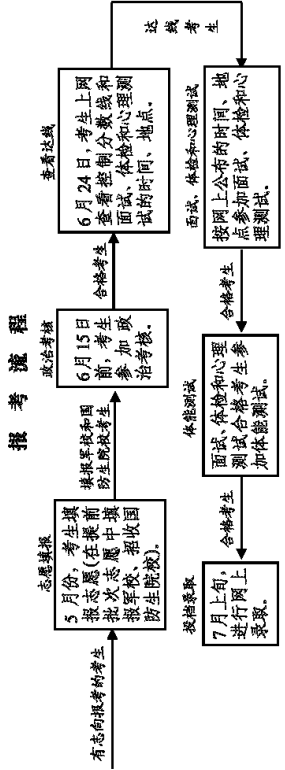 报考流程
有志向报考的考生
志愿填报
5月份，考生填
报志愿(在提前
批次志愿中填
报军校、招收国
防生院校)。
填报军校和国
防生院校考生
政治考核
6月15日
前，考生
参加政
治考核。
合格考生
查看达线
6月24日，考生上网
查看控制分数线和
面试、体检和心理测
试的时间、地点。
达线考生
面试、体检和心理测试
按网上公布的时间、地
点参加面试、体检和心
理测试。
合格考生
体能测试
面试、体检和心理
测试合格考生参
加体能测试。
合格考生
投档录取
7月上旬，
进行网上
录取。